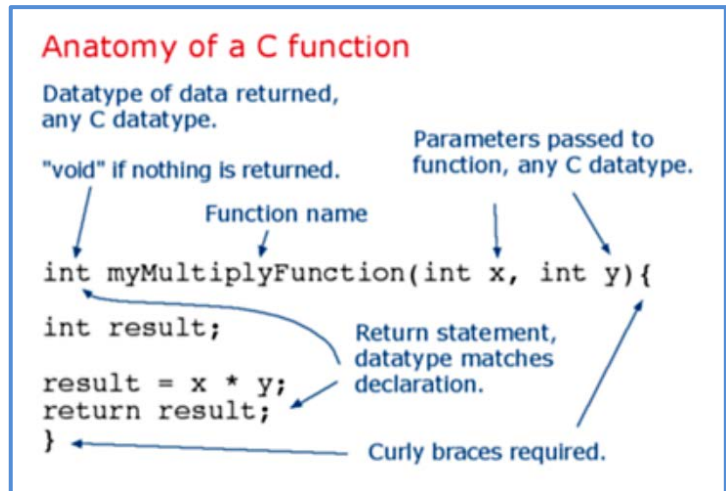 Anatomy of a C function
Datatype of data returned,
any C datatype.
"void" if nothing is returned.
Parameters passed to
function, any C datatype.
Function name
int myMultiplyFunction(int x, int y){
int result;
Return statement,
datatype matches
declaration.
result = x * y;
return result;
}
Curly braces required.